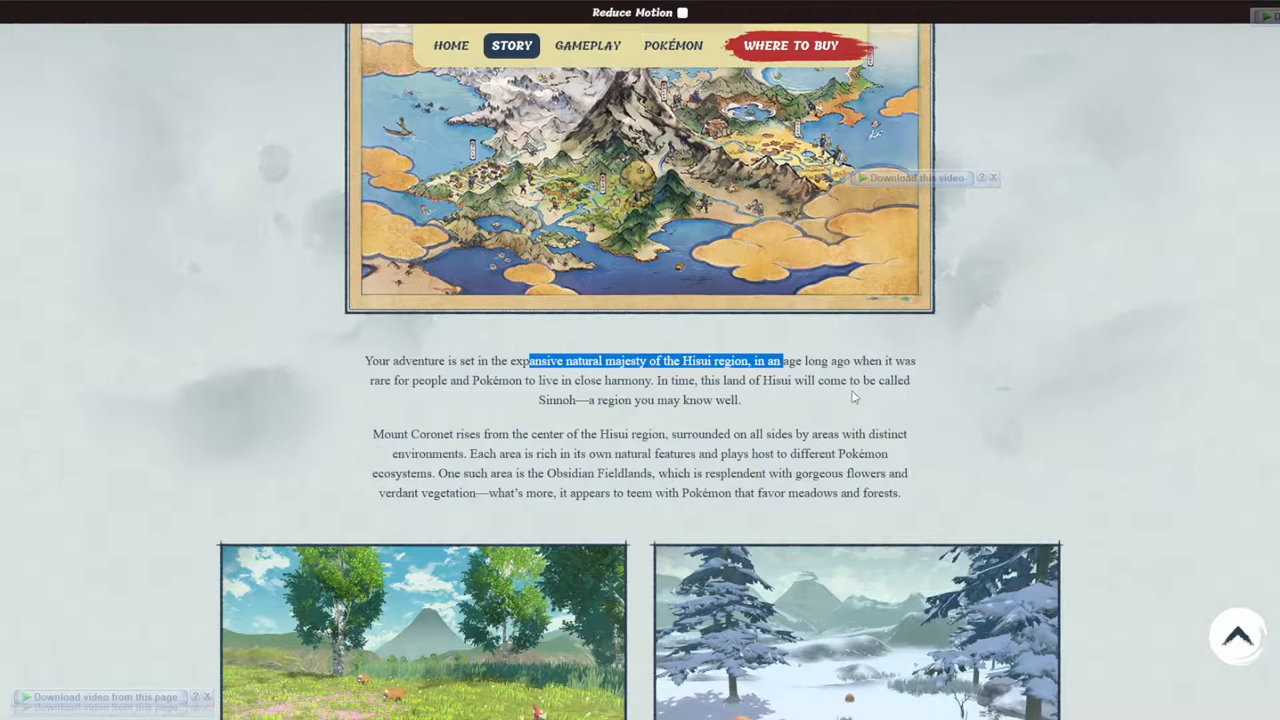 Reduce Motion
HOME STORY GAMEPLAY POKÉMON WHERE TO BUY
Download this video ? X
Your adventure is set in the expansive natural majesty of the Hisui region, in an age long ago when it was
rare for people and Pokémon to live in close harmony. In time, this land of Hisui will come to be called
Sinnoh—a region you may know well.
Mount Coronet rises from the center of the Hisui region, surrounded on all sides by areas with distinct
environments. Each area is rich in its own natural features and plays host to different Pokémon
ecosystems. One such area is the Obsidian Fieldlands, which is resplendent with gorgeous flowers and
verdant vegetation—what's more, it appears to teem with Pokémon that favor meadows and forests.
Download video from this page ? X
Download video from this page